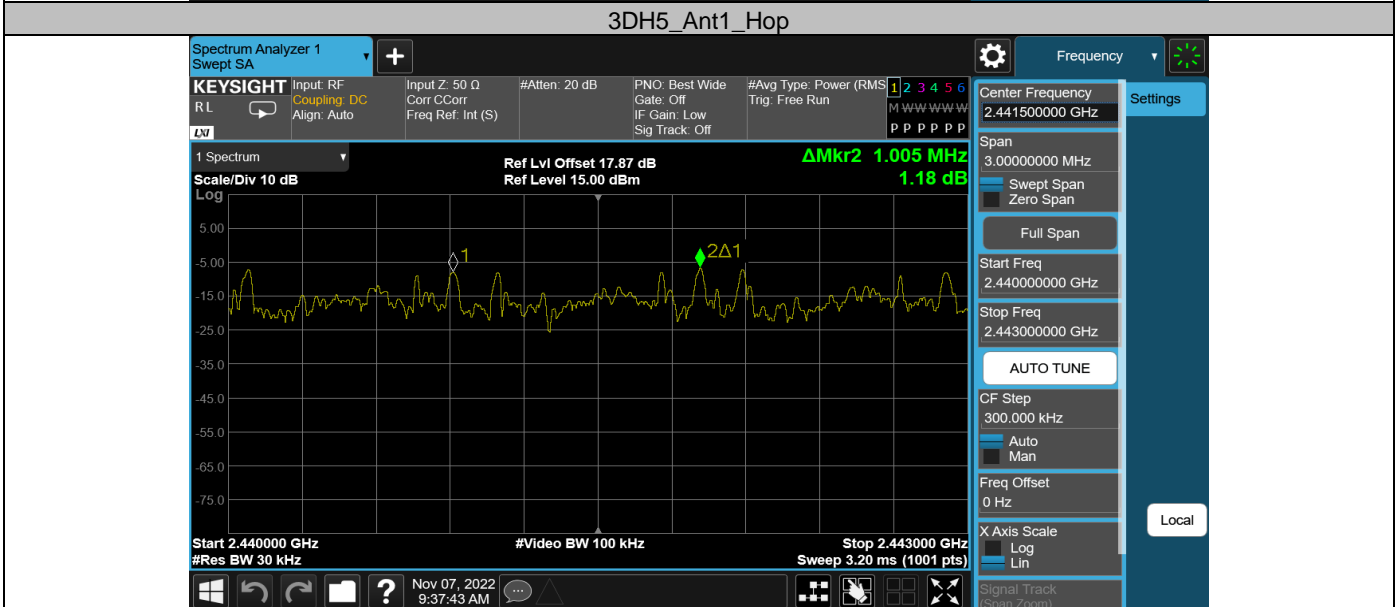 3DH5_Ant1_Hop
Spectrum Analyzer 1
Swept SA
+
Frequency
KEYSIGHT
R L
LXI
Input: RF
Coupling: DC
Align: Auto
Input Z: 50 Ω
Corr CCorr
Freq Ref: Int (S)
#Atten: 20 dB
PNO: Best Wide
Gate: Off
IF Gain: Low
Sig Track: Off
#Avg Type: Power (RMS
Trig: Free Run
1 2 3 4 5 6
M W W W W W
P P P P P P
1 Spectrum
Scale/Div 10 dB
Ref Lvl Offset 17.87 dB
Ref Level 15.00 dBm
ΔMkr2 1.005 MHz
1.18 dB
Log
5.00
-5.00
-15.0
-25.0
-35.0
-45.0
-55.0
-65.0
-75.0
1
2Δ1
Start 2.440000 GHz
#Res BW 30 kHz
#Video BW 100 kHz
Stop 2.443000 GHz
Sweep 3.20 ms (1001 pts)
Center Frequency
2.441500000 GHz
Settings
Span
3.00000000 MHz
Swept Span
Zero Span
Full Span
Start Freq
2.440000000 GHz
Stop Freq
2.443000000 GHz
AUTO TUNE
CF Step
300.000 kHz
Auto
Man
Freq Offset
0 Hz
X Axis Scale
Log
Lin
Local
Signal Track
(Span Zoom)
?
Nov 07, 2022
9:37:43 AM